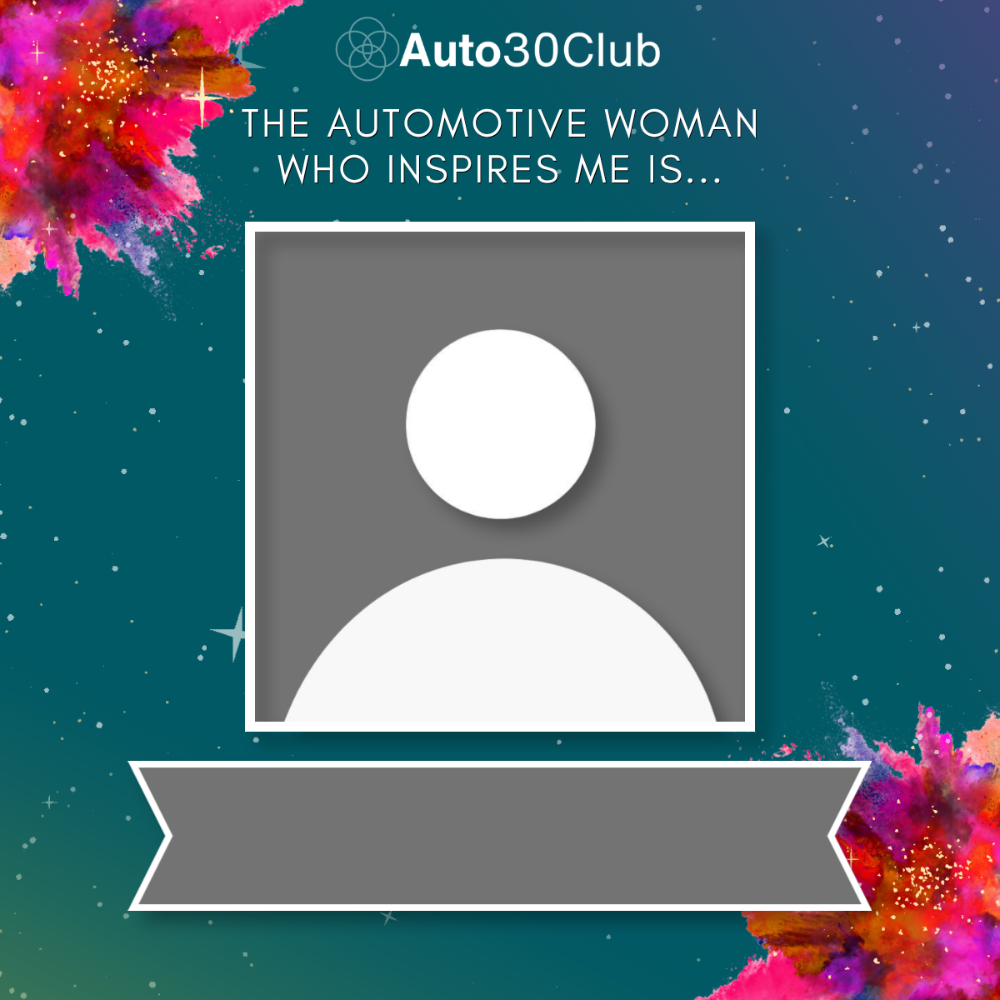 Auto30Club
THE AUTOMOTIVE WOMAN
WHO INSPIRES ME IS...